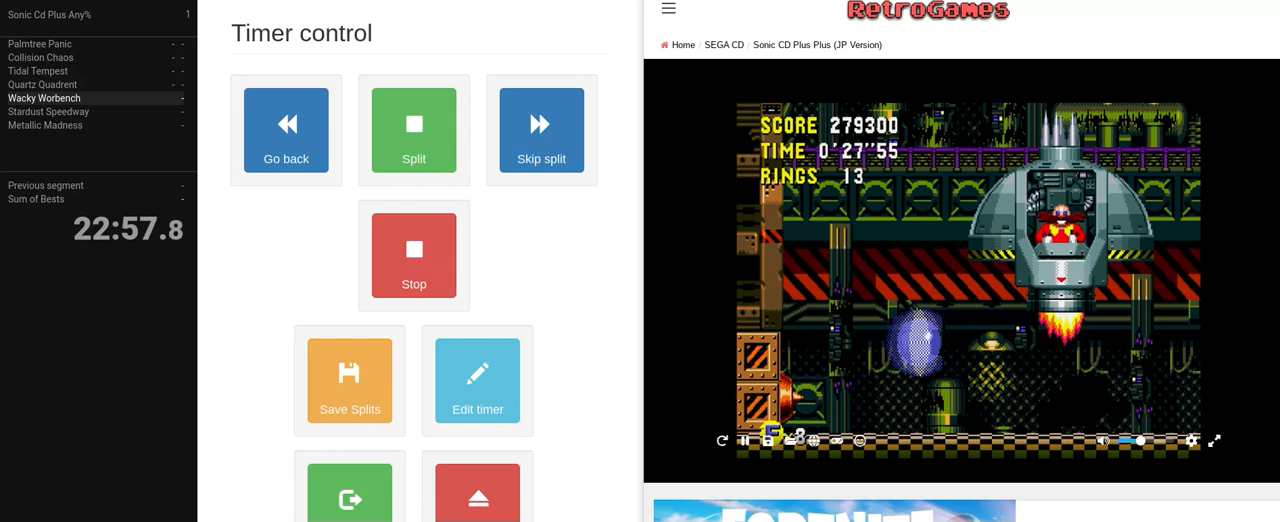 Sonic Cd Plus Any% 1
Palmtree Panic - -
Collision Chaos - -
Tidal Tempest - -
Quartz Quadrent - -
Wacky Worbench -
Stardust Speedway -
Metallic Madness -
Previous segment -
Sum of Bests -
22:57.8
Timer control
Go back
Split
Skip split
Stop
Save Splits
Edit timer
RetroGames
Home / SEGA CD / Sonic CD Plus Plus (JP Version)
SCORE 279300
TIME 0'27"55
RINGS 13